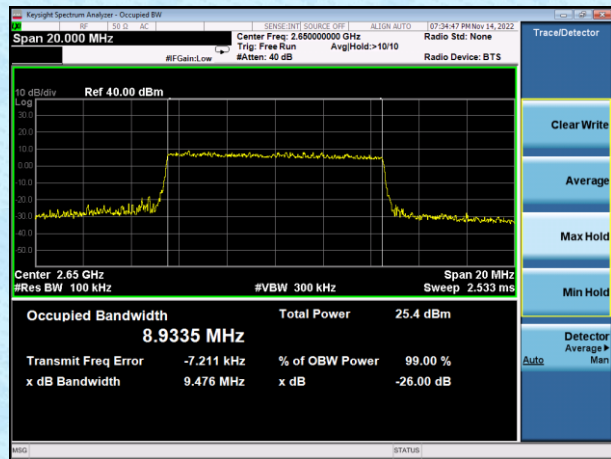 Keysight Spectrum Analyzer - Occupied BW
RF 50 Ω AC SENSE:INT SOURCE OFF ALIGN AUTO 07:34:47 PM Nov 14, 2022
Span 20.000 MHz Center Freq: 2.650000000 GHz Radio Std: None
Trig: Free Run Avg|Hold:>10/10
#IFGain:Low #Atten: 40 dB Radio Device: BTS
10 dB/div Ref 40.00 dBm
Log
30.0
20.0
10.0
0.00
-10.0
-20.0
-30.0
-40.0
-50.0
Center 2.65 GHz Span 20 MHz
#Res BW 100 kHz #VBW 300 kHz Sweep 2.533 ms
Occupied Bandwidth Total Power 25.4 dBm
8.9335 MHz
Transmit Freq Error -7.211 kHz % of OBW Power 99.00 %
x dB Bandwidth 9.476 MHz x dB -26.00 dB
MSG STATUS
Trace/Detector
Clear Write
Average
Max Hold
Min Hold
Detector
Average▶
Auto Man